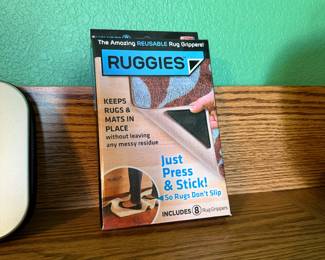 The Amazing REUSABLE Rug Grippers!
RUGGIES
KEEPS
RUGS &
MATS IN
PLACE
without leaving
any messy residue
Just
Press
& Stick!
So Rugs Don't Slip
INCLUDES 8 Rug Grippers